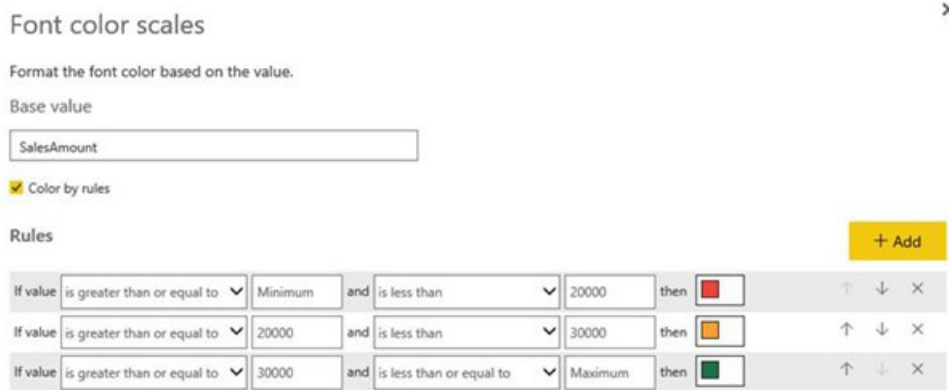 Font color scales
Format the font color based on the value.
Base value
SalesAmount
Color by rules
Rules
+ Add
If value is greater than or equal to Minimum and is less than 20000 then
If value is greater than or equal to 20000 and is less than 30000 then
If value is greater than or equal to 30000 and is less than or equal to Maximum then